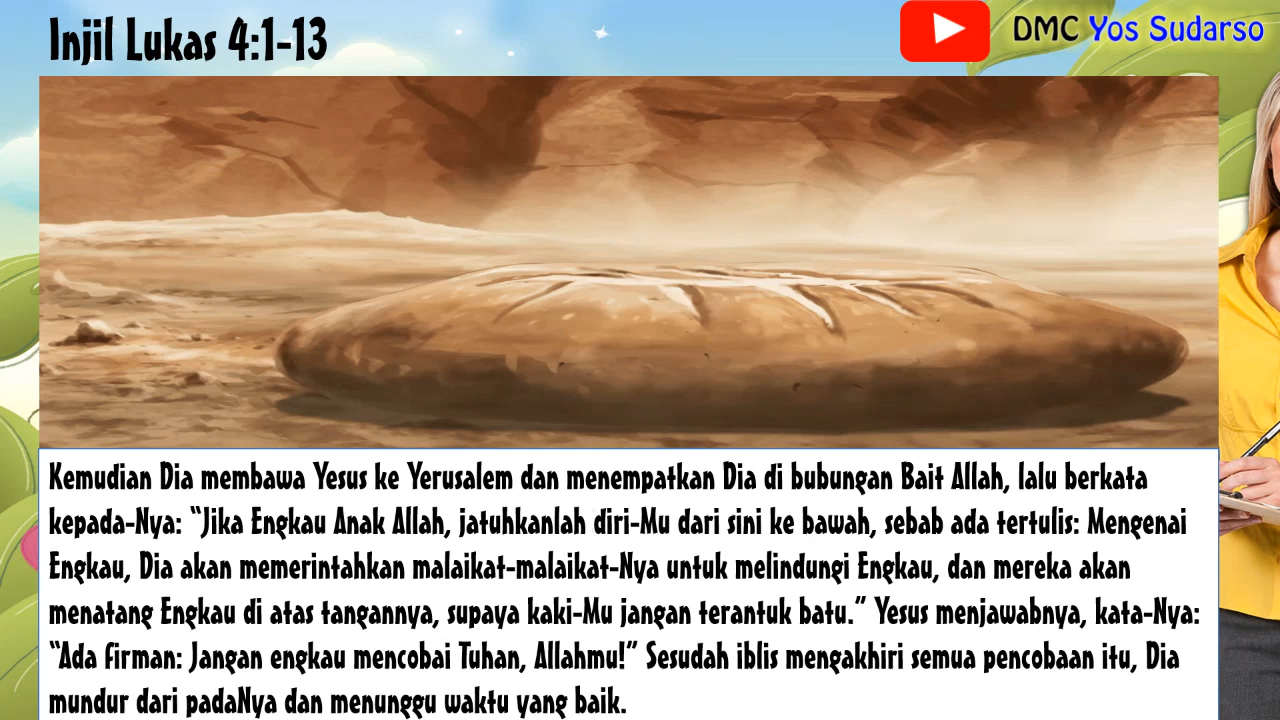 Injil Lukas 4:1-13
DMC Yos Sudarso
Kemudian Dia membawa Yesus ke Yerusalem dan menempatkan Dia di bubungan Bait Allah, lalu berkata
kepada-Nya: “Jika Engkau Anak Allah, jatuhkanlah diri-Mu dari sini ke bawah, sebab ada tertulis: Mengenai
Engkau, Dia akan memerintahkan malaikat-malaikat-Nya untuk melindungi Engkau, dan mereka akan
menatang Engkau di atas tangannya, supaya kaki-Mu jangan terantuk batu.” Yesus menjawabnya, kata-Nya:
“Ada firman: Jangan engkau mencobai Tuhan, Allahmu!” Sesudah iblis mengakhiri semua pencobaan itu, Dia
mundur dari padaNya dan menunggu waktu yang baik.